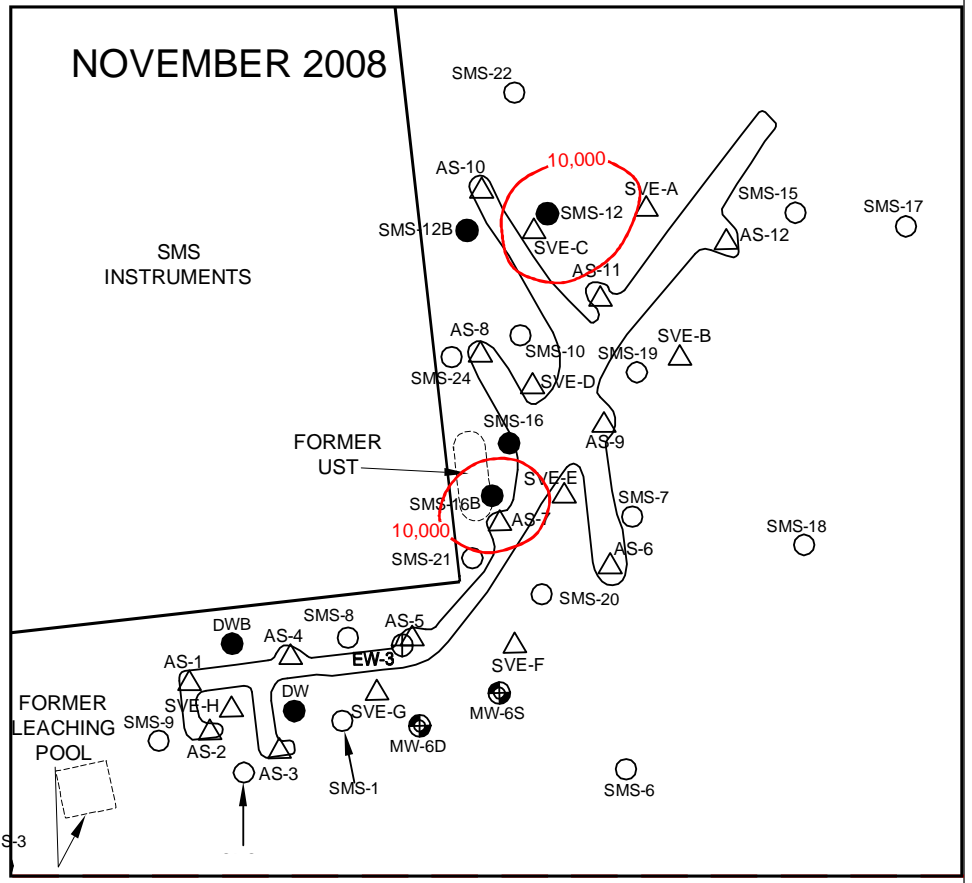 NOVEMBER 2008
SMS-22
10,000
AS-10
SVE-A
SMS-12
SMS-15
SMS-17
SMS-12B
SVE-C
AS-12
SMS
INSTRUMENTS
AS-11
AS-8
SMS-10
SVE-B
SMS-19
SMS-24
SVE-D
SMS-16
FORMER
UST
AS-9
SVE-E
SMS-16B
SMS-7
AS-7
10,000
SMS-18
SMS-21
AS-6
SMS-20
DWB
SMS-8
AS-5
AS-4
EW-3
SVE-F
AS-1
FORMER
LEACHING
POOL
SVE-H
DW
SVE-G
MW-6S
SMS-9
AS-2
MW-6D
AS-3
SMS-1
SMS-6
S-3